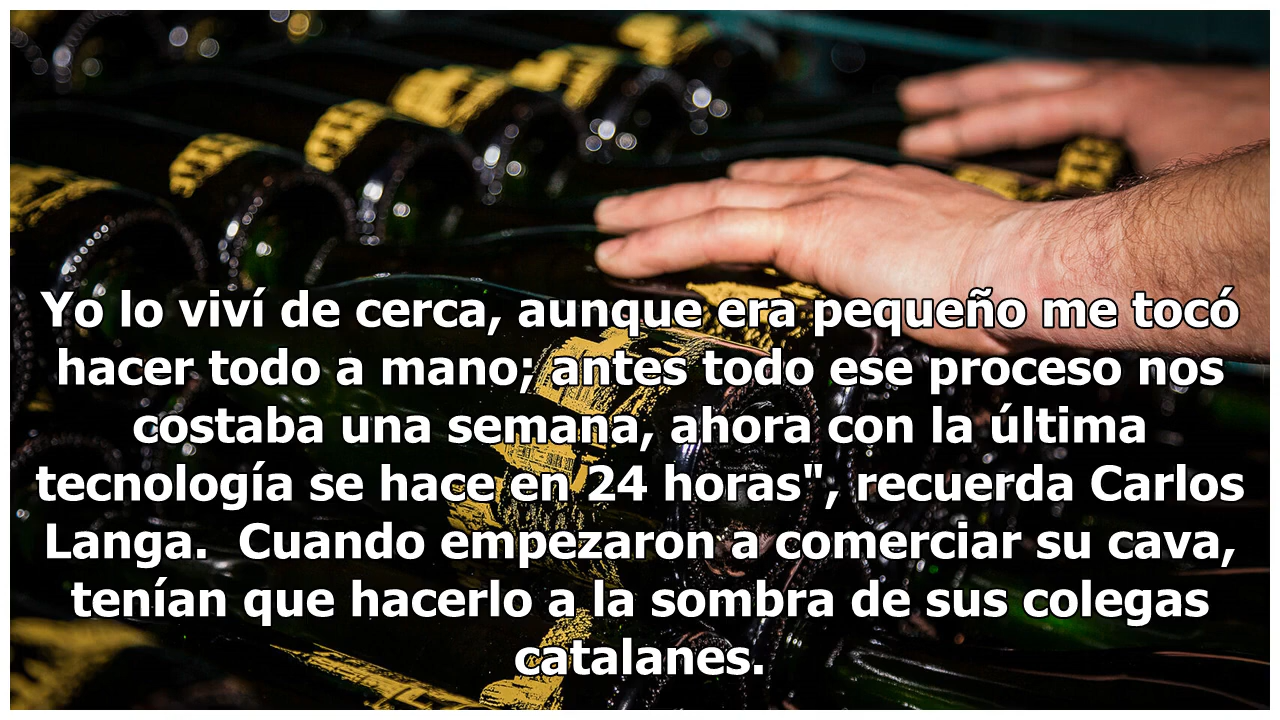 Yo lo viví de cerca, aunque era pequeño me tocó
hacer todo a mano; antes todo ese proceso nos
costaba una semana, ahora con la última
tecnología se hace en 24 horas", recuerda Carlos
Langa.  Cuando empezaron a comerciar su cava,
tenían que hacerlo a la sombra de sus colegas
catalanes.